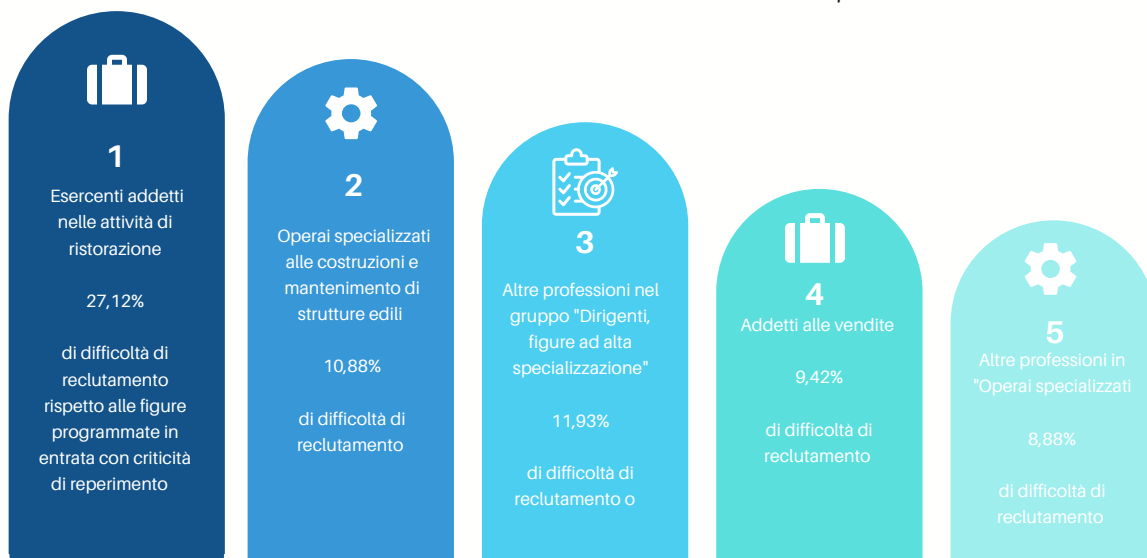 1
Esercenti addetti
nelle attività di
ristorazione
27,12%
di difficoltà di
reclutamento
rispetto alle figure
programmate in
entrata con criticità
di reperimento
2
Operai specializzati
alle costruzioni e
mantenimento di
strutture edili
10,88%
di difficoltà di
reclutamento
3
Altre professioni nel
gruppo "Dirigenti,
figure ad alta
specializzazione"
11,93%
di difficoltà di
reclutamento o
4
Addetti alle vendite
9,42%
di difficoltà di
reclutamento
5
Altre professioni in
"Operai specializzati
8,88%
di difficoltà di
reclutamento